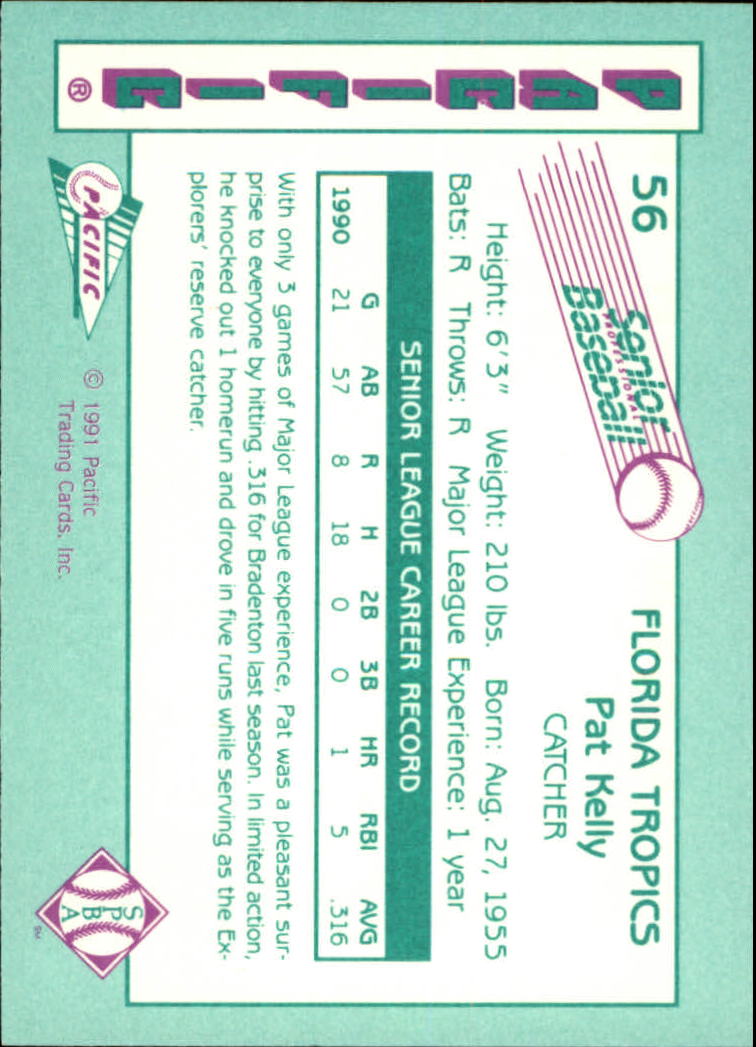 PACIFIC®
56
Senior
PROFESSIONAL
Baseball
FLORIDA TROPICS
Pat Kelly
CATCHER
Height: 6'3" Weight: 210 lbs. Born: Aug. 27, 1955
Bats: R Throws: R Major League Experience: 1 year
SENIOR LEAGUE CAREER RECORD
G AB R H 2B 3B HR RBI AVG
1990 21 57 8 18 0 0 1 5 .316
With only 3 games of Major League experience, Pat was a pleasant sur-
prise to everyone by hitting .316 for Bradenton last season. In limited action,
he knocked out 1 homerun and drove in five runs while serving as the Ex-
plorers' reserve catcher.
PACIFIC
© 1991 Pacific
Trading Cards, Inc.
SPBA
SM